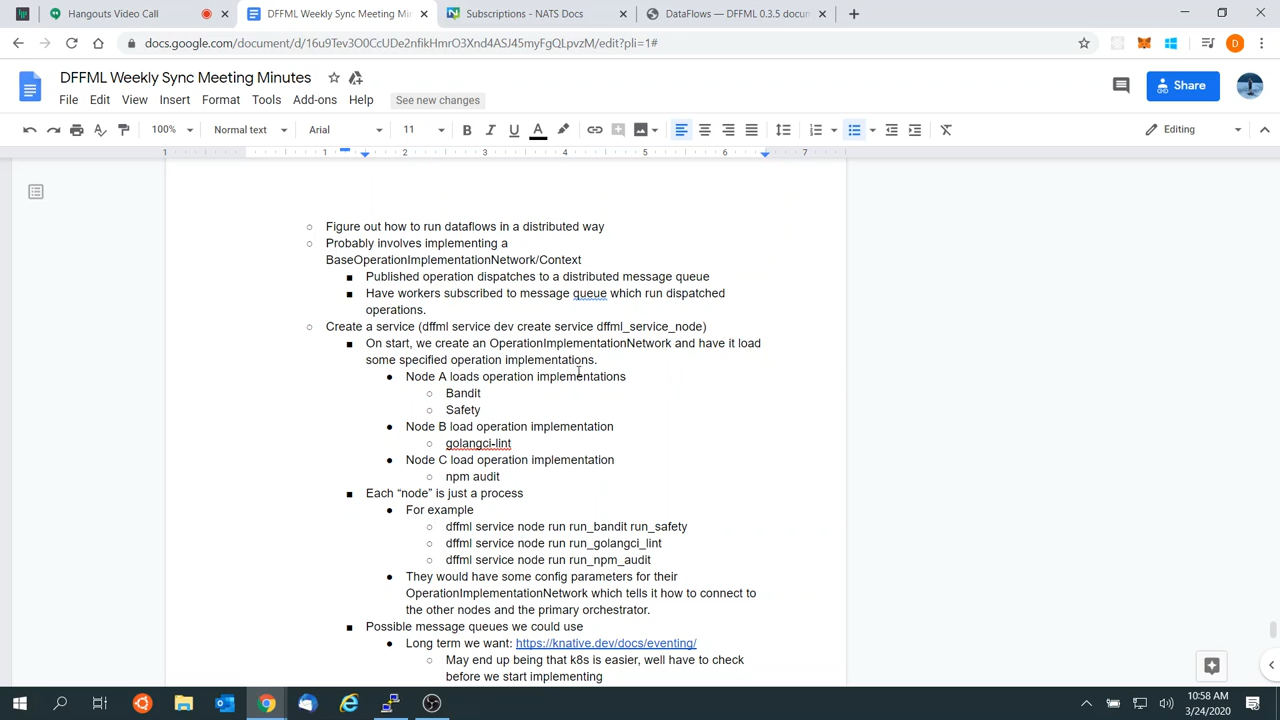 Hangouts Video Call
DFFML Weekly Sync Meeting Min
Subscriptions - NATS Docs
DataFlows — DFFML 0.3.5 docum
docs.google.com/document/d/16u9Tev3O0CcUDe2nfikHmrO3Xnd4ASJ45myFgQLpvzM/edit?pli=1#
D
DFFML Weekly Sync Meeting Minutes
File Edit View Insert Format Tools Add-ons Help See new changes
Share
100% Normal text Arial 11
Editing
1 1 2 3 4 5 6 7
Figure out how to run dataflows in a distributed way
Probably involves implementing a
BaseOperationImplementationNetwork/Context
Published operation dispatches to a distributed message queue
Have workers subscribed to message queue which run dispatched
operations.
Create a service (dffml service dev create service dffml_service_node)
On start, we create an OperationImplementationNetwork and have it load
some specified operation implementations.
Node A loads operation implementations
Bandit
Safety
Node B load operation implementation
golangci-lint
Node C load operation implementation
npm audit
Each “node” is just a process
For example
dffml service node run run_bandit run_safety
dffml service node run run_golangci_lint
dffml service node run run_npm_audit
They would have some config parameters for their
OperationImplementationNetwork which tells it how to connect to
the other nodes and the primary orchestrator.
Possible message queues we could use
Long term we want: https://knative.dev/docs/eventing/
May end up being that k8s is easier, well have to check
before we start implementing
10:58 AM
3/24/2020